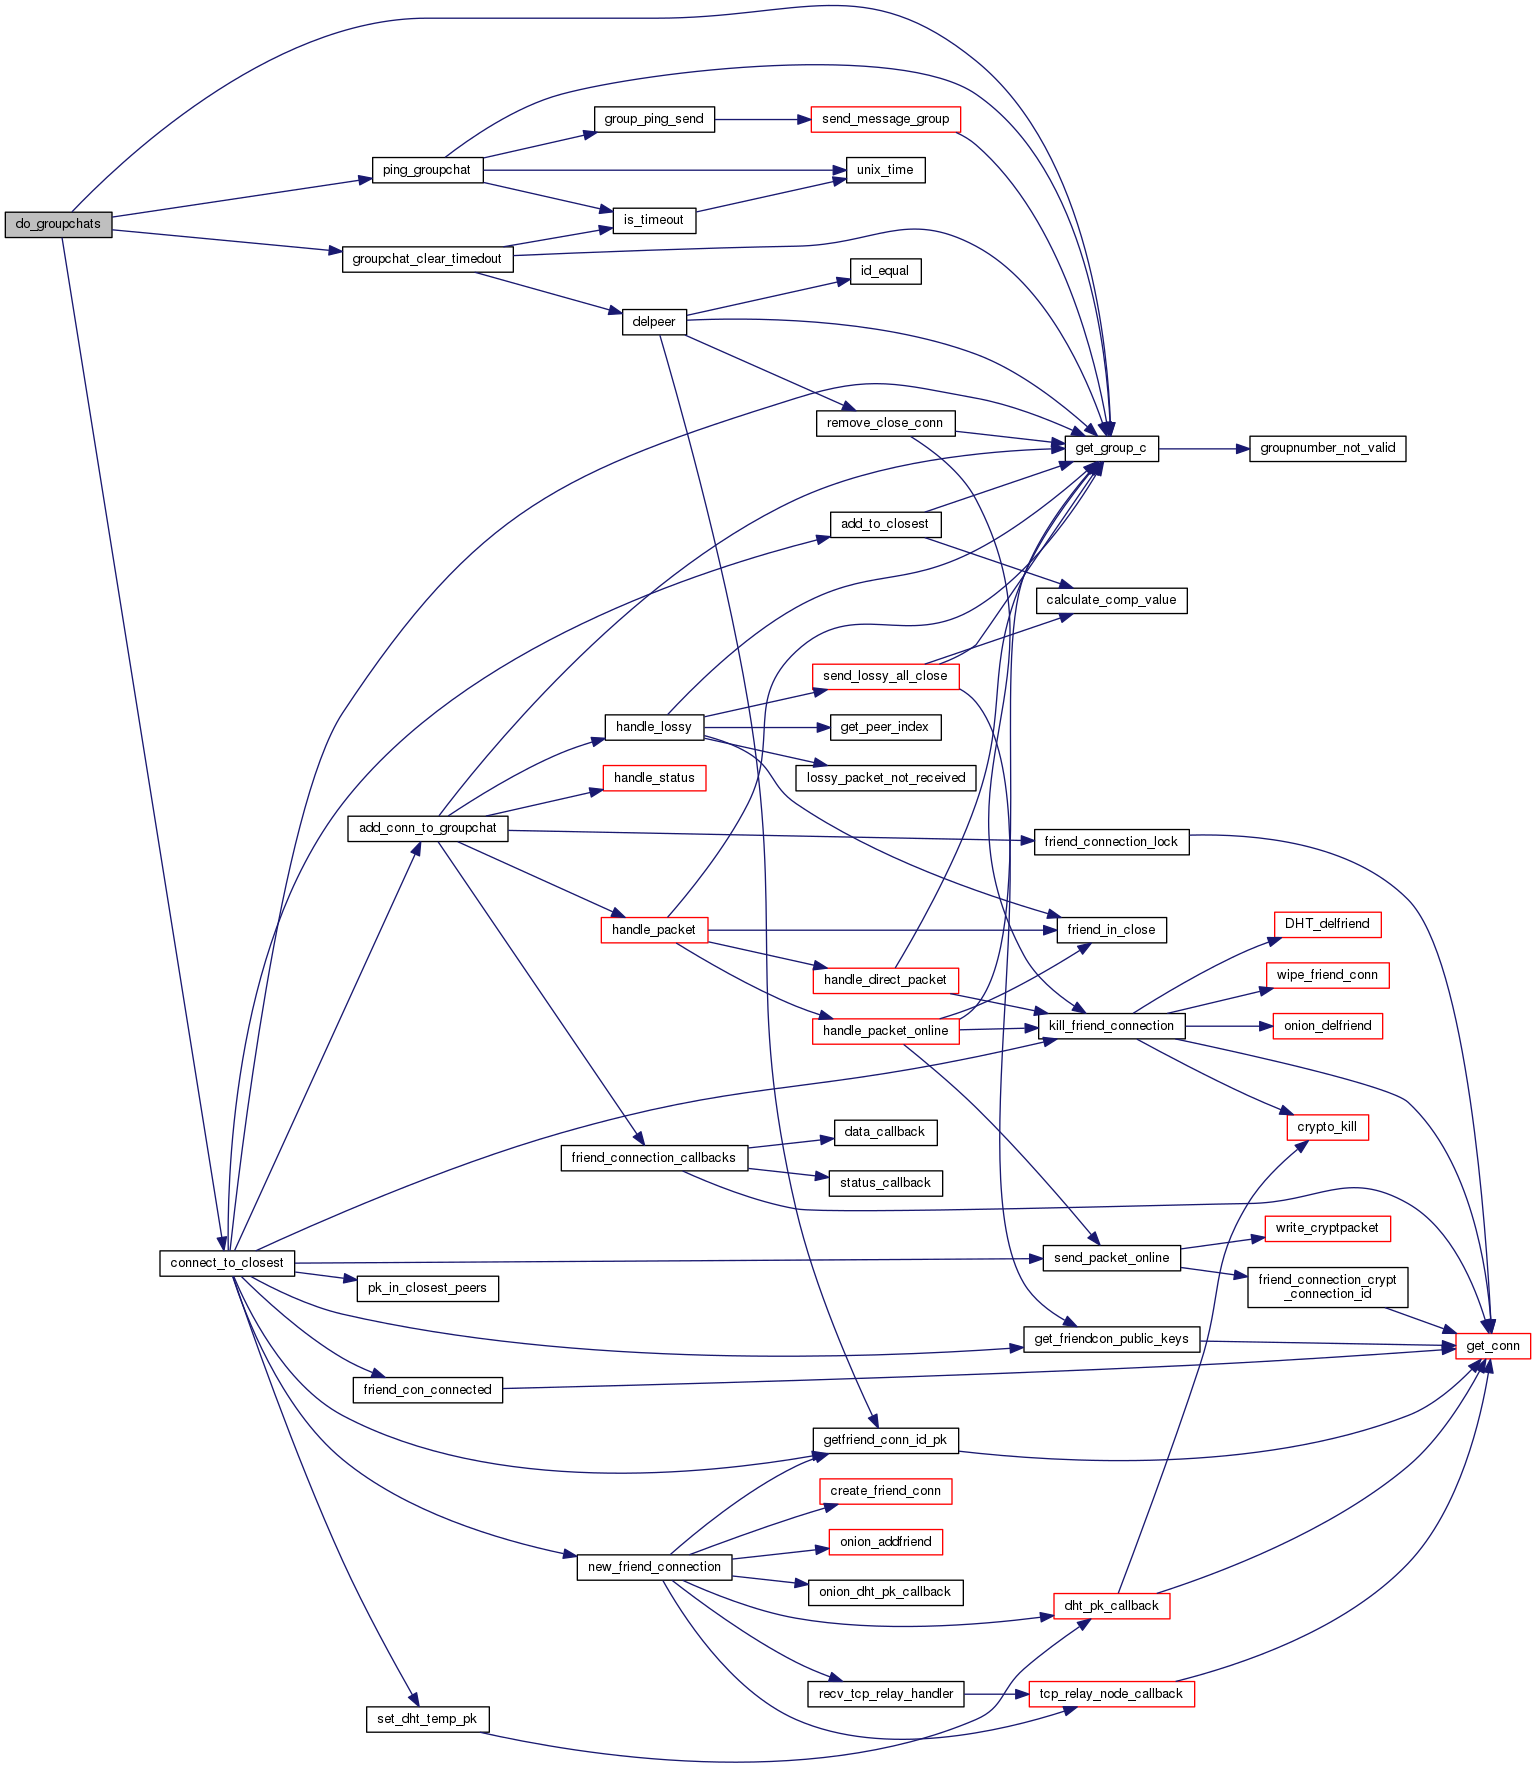 group_ping_send
send_message_group
ping_groupchat
unix_time
do_groupchats
is_timeout
groupchat_clear_timedout
id_equal
delpeer
remove_close_conn
get_group_c
groupnumber_not_valid
add_to_closest
calculate_comp_value
send_lossy_all_close
handle_lossy
get_peer_index
handle_status
lossy_packet_not_received
add_conn_to_groupchat
friend_connection_lock
handle_packet
friend_in_close
DHT_delfriend
handle_direct_packet
wipe_friend_conn
handle_packet_online
kill_friend_connection
onion_delfriend
data_callback
crypto_kill
friend_connection_callbacks
status_callback
write_cryptpacket
connect_to_closest
send_packet_online
pk_in_closest_peers
friend_connection_crypt
_connection_id
get_friendcon_public_keys
get_conn
friend_con_connected
getfriend_conn_id_pk
create_friend_conn
onion_addfriend
new_friend_connection
onion_dht_pk_callback
dht_pk_callback
recv_tcp_relay_handler
tcp_relay_node_callback
set_dht_temp_pk